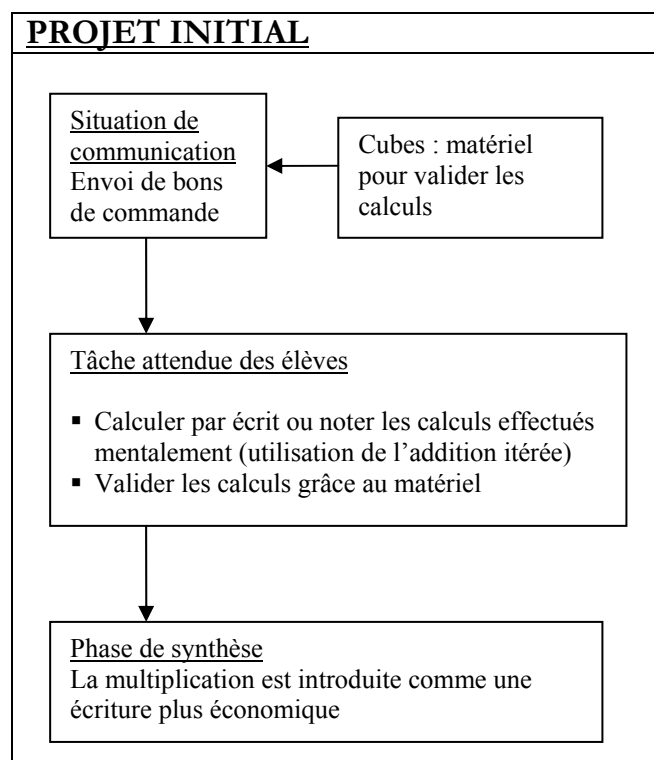 PROJET INITIAL
Situation de
communication
Envoi de bons
de commande
Cubes : matériel
pour valider les
calculs
Tâche attendue des élèves
▪ Calculer par écrit ou noter les calculs effectués
mentalement (utilisation de l’addition itérée)
▪ Valider les calculs grâce au matériel
Phase de synthèse
La multiplication est introduite comme une
écriture plus économique